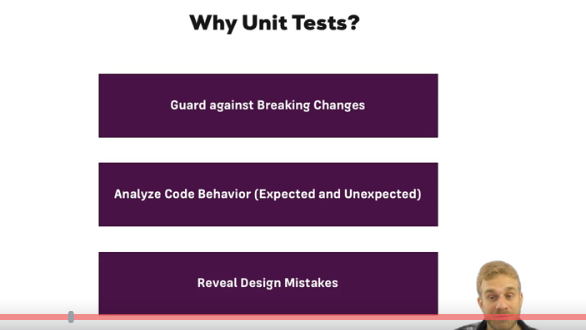 Why Unit Tests?
Guard against Breaking Changes
Analyze Code Behavior (Expected and Unexpected)
Reveal Design Mistakes